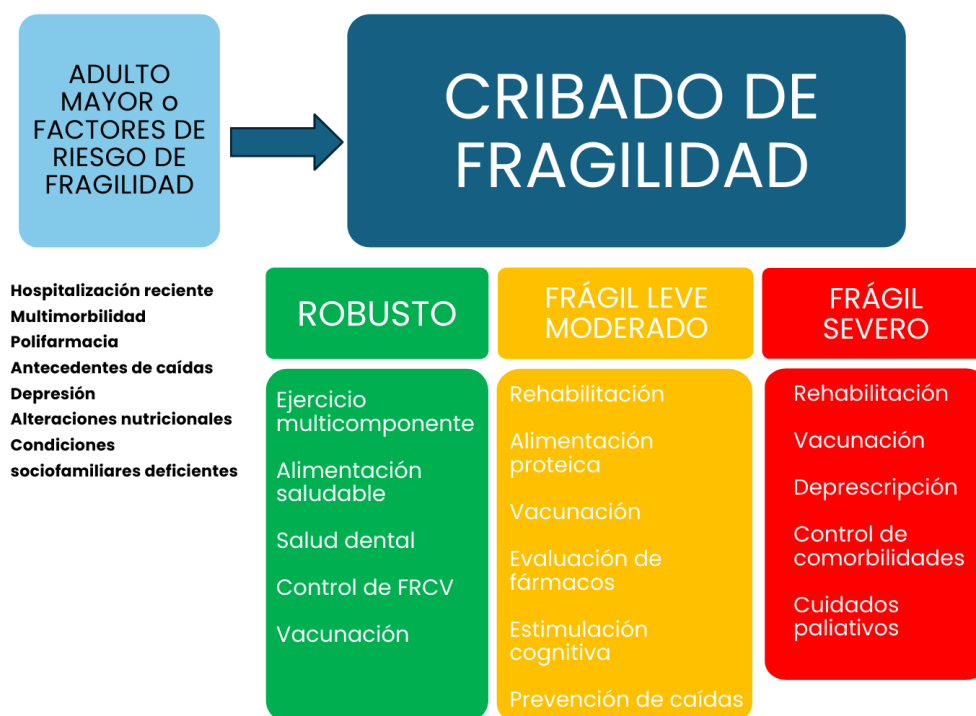 ADULTO
MAYOR o
FACTORES DE
RIESGO DE
FRAGILIDAD
CRIBADO DE
FRAGILIDAD
Hospitalización reciente
Multimorbilidad
Polifarmacia
Antecedentes de caídas
Depresión
Alteraciones nutricionales
Condiciones
sociofamiliares deficientes
ROBUSTO
Ejercicio
multicomponente
Alimentación
saludable
Salud dental
Control de FRCV
Vacunación
FRÁGIL LEVE
MODERADO
Rehabilitación
Alimentación
proteica
Vacunación
Evaluación de
fármacos
Estimulación
cognitiva
Prevención de caídas
FRÁGIL
SEVERO
Rehabilitación
Vacunación
Deprescripción
Control de
comorbilidades
Cuidados
paliativos